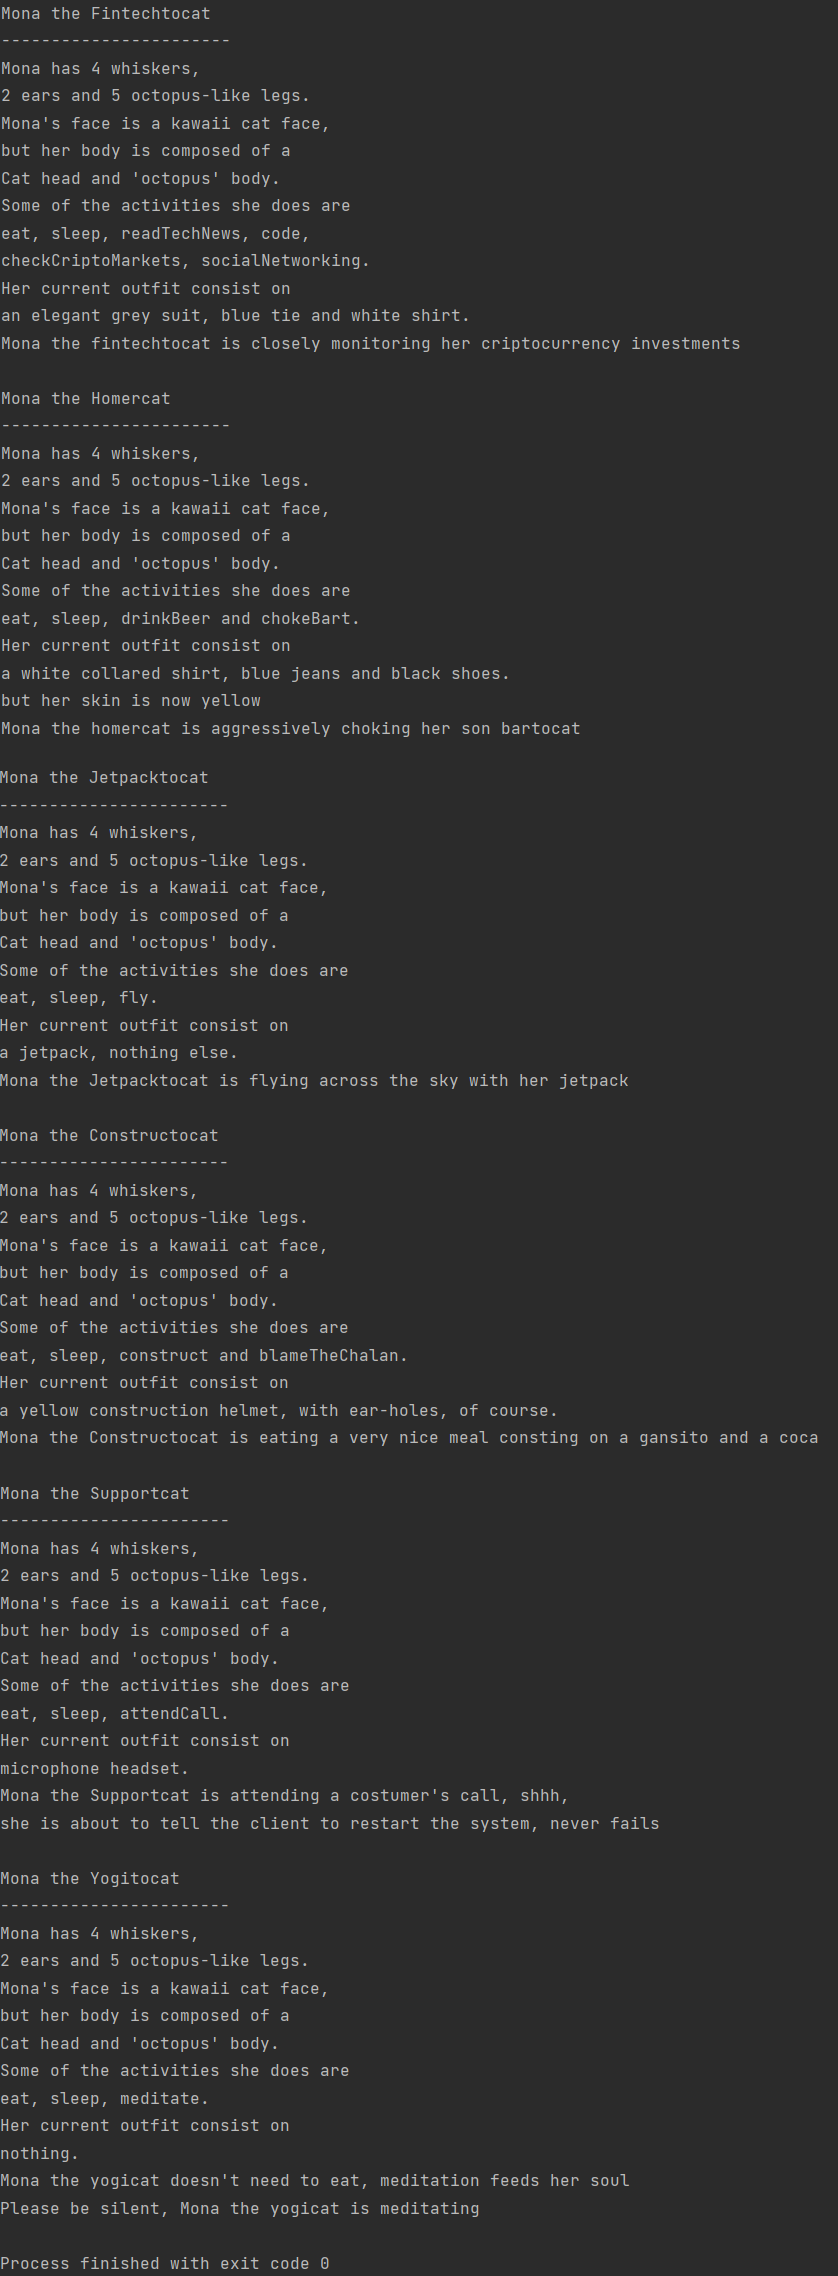 Mona the Fintechtocat
-----------------------
Mona has 4 whiskers,
2 ears and 5 octopus-like legs.
Mona's face is a kawaii cat face,
but her body is composed of a
Cat head and 'octopus' body.
Some of the activities she does are
eat, sleep, readTechNews, code,
checkCriptoMarkets, socialNetworking.
Her current outfit consist on
an elegant grey suit, blue tie and white shirt.
Mona the fintechtocat is closely monitoring her criptocurrency investments

Mona the Homercat
-----------------------
Mona has 4 whiskers,
2 ears and 5 octopus-like legs.
Mona's face is a kawaii cat face,
but her body is composed of a
Cat head and 'octopus' body.
Some of the activities she does are
eat, sleep, drinkBeer and chokeBart.
Her current outfit consist on
a white collared shirt, blue jeans and black shoes.
but her skin is now yellow
Mona the homercat is aggressively choking her son bartocat

Mona the Jetpacktocat
-----------------------
Mona has 4 whiskers,
2 ears and 5 octopus-like legs.
Mona's face is a kawaii cat face,
but her body is composed of a
Cat head and 'octopus' body.
Some of the activities she does are
eat, sleep, fly.
Her current outfit consist on
a jetpack, nothing else.
Mona the Jetpacktocat is flying across the sky with her jetpack

Mona the Constructocat
-----------------------
Mona has 4 whiskers,
2 ears and 5 octopus-like legs.
Mona's face is a kawaii cat face,
but her body is composed of a
Cat head and 'octopus' body.
Some of the activities she does are
eat, sleep, construct and blameTheChalan.
Her current outfit consist on
a yellow construction helmet, with ear-holes, of course.
Mona the Constructocat is eating a very nice meal consting on a gansito and a coca

Mona the Supportcat
-----------------------
Mona has 4 whiskers,
2 ears and 5 octopus-like legs.
Mona's face is a kawaii cat face,
but her body is composed of a
Cat head and 'octopus' body.
Some of the activities she does are
eat, sleep, attendCall.
Her current outfit consist on
microphone headset.
Mona the Supportcat is attending a costumer's call, shhh,
she is about to tell the client to restart the system, never fails

Mona the Yogitocat
-----------------------
Mona has 4 whiskers,
2 ears and 5 octopus-like legs.
Mona's face is a kawaii cat face,
but her body is composed of a
Cat head and 'octopus' body.
Some of the activities she does are
eat, sleep, meditate.
Her current outfit consist on
nothing.
Mona the yogicat doesn't need to eat, meditation feeds her soul
Please be silent, Mona the yogicat is meditating

Process finished with exit code 0